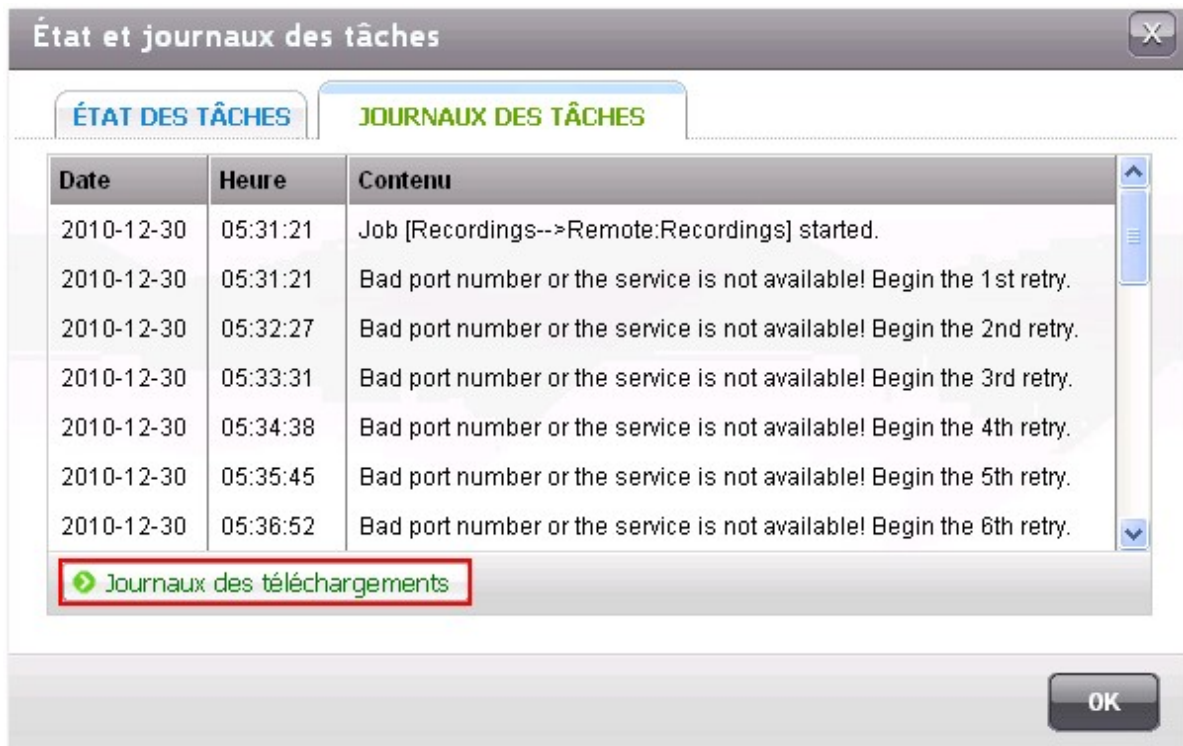 État et journaux des tâches
X
ÉTAT DES TÂCHES JOURNAUX DES TÂCHES
Date Heure Contenu
2010-12-30 05:31:21 Job [Recordings-->Remote:Recordings] started.
2010-12-30 05:31:21 Bad port number or the service is not available! Begin the 1st retry.
2010-12-30 05:32:27 Bad port number or the service is not available! Begin the 2nd retry.
2010-12-30 05:33:31 Bad port number or the service is not available! Begin the 3rd retry.
2010-12-30 05:34:38 Bad port number or the service is not available! Begin the 4th retry.
2010-12-30 05:35:45 Bad port number or the service is not available! Begin the 5th retry.
2010-12-30 05:36:52 Bad port number or the service is not available! Begin the 6th retry.
Journaux des téléchargements
OK